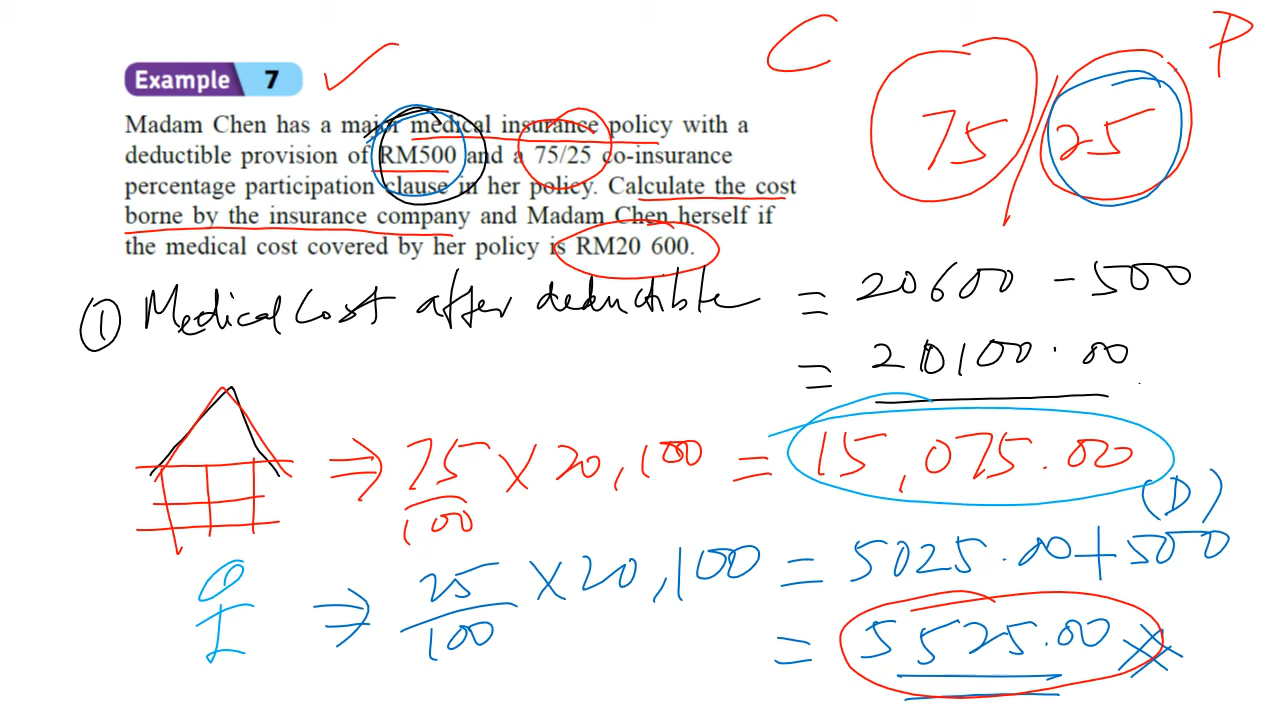 C 75 / 25 P
Example 7
Madam Chen has a major medical insurance policy with a
deductible provision of RM500 and a 75/25 co-insurance
percentage participation clause in her policy. Calculate the cost
borne by the insurance company and Madam Chen herself if
the medical cost covered by her policy is RM20 600.
① Medical Cost after deductible = 20600 - 500
= 20100.00
⇒ 75/100 × 20,100 = 15,075.00
(D)
⇒ 25/100 × 20,100 = 5025.00 + 500
= 5525.00